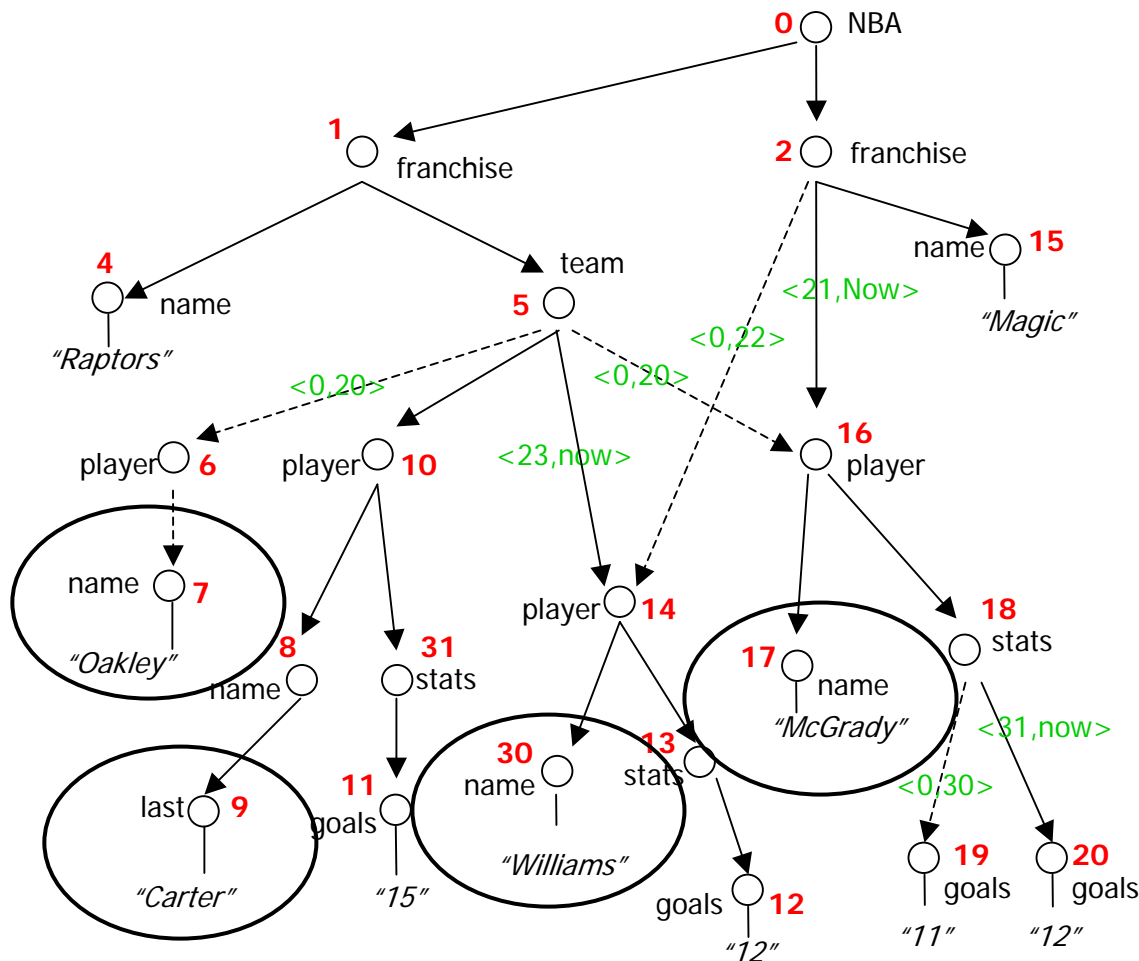 0 NBA
1
franchise
2 franchise
4
name
"Raptors"
team
5
name 15
"Magic"
<21,Now>
<0,22>
<0,20>
<0,20>
player 6
player 10
<23,now>
16
player
name 7
"Oakley"
player 14
8
name
31
stats
17
name
"McGrady"
18
stats
<31,now>
<0,30>
last 9
"Carter"
11
goals
"15"
30
name
"Williams"
13
stats
goals 12
"12"
19
goals
"11"
20
goals
"12"